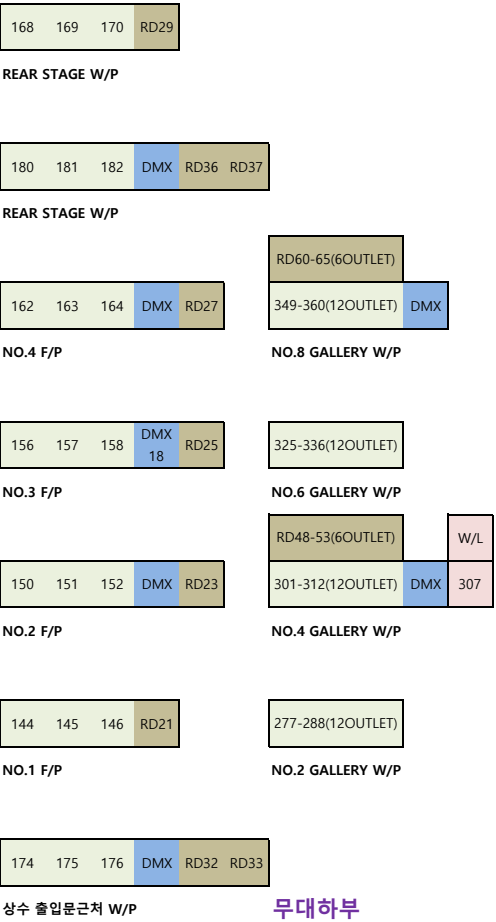 168 169 170 RD29
REAR STAGE W/P
180 181 182 DMX RD36 RD37
REAR STAGE W/P
RD60-65(6OUTLET)
162 163 164 DMX RD27
349-360(12OUTLET) DMX
NO.4 F/P
NO.8 GALLERY W/P
156 157 158 DMX 18 RD25
325-336(12OUTLET)
NO.3 F/P
NO.6 GALLERY W/P
RD48-53(6OUTLET) W/L
150 151 152 DMX RD23
301-312(12OUTLET) DMX 307
NO.2 F/P
NO.4 GALLERY W/P
144 145 146 RD21
277-288(12OUTLET)
NO.1 F/P
NO.2 GALLERY W/P
174 175 176 DMX RD32 RD33
상수 출입문근처 W/P
무대하부